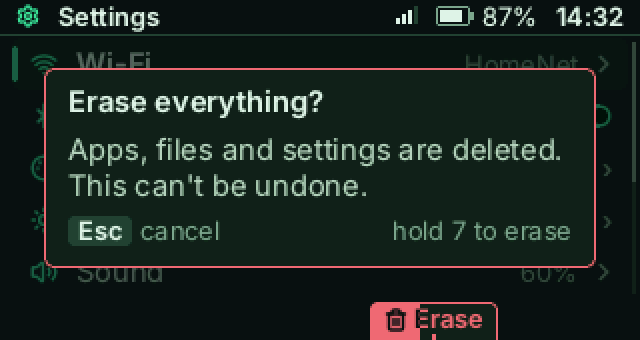 Settings 87% 14:32
Wi-Fi HomeNet
Erase everything?
Apps, files and settings are deleted.
This can't be undone.
Esc cancel hold 7 to erase
Sound 60%
Erase